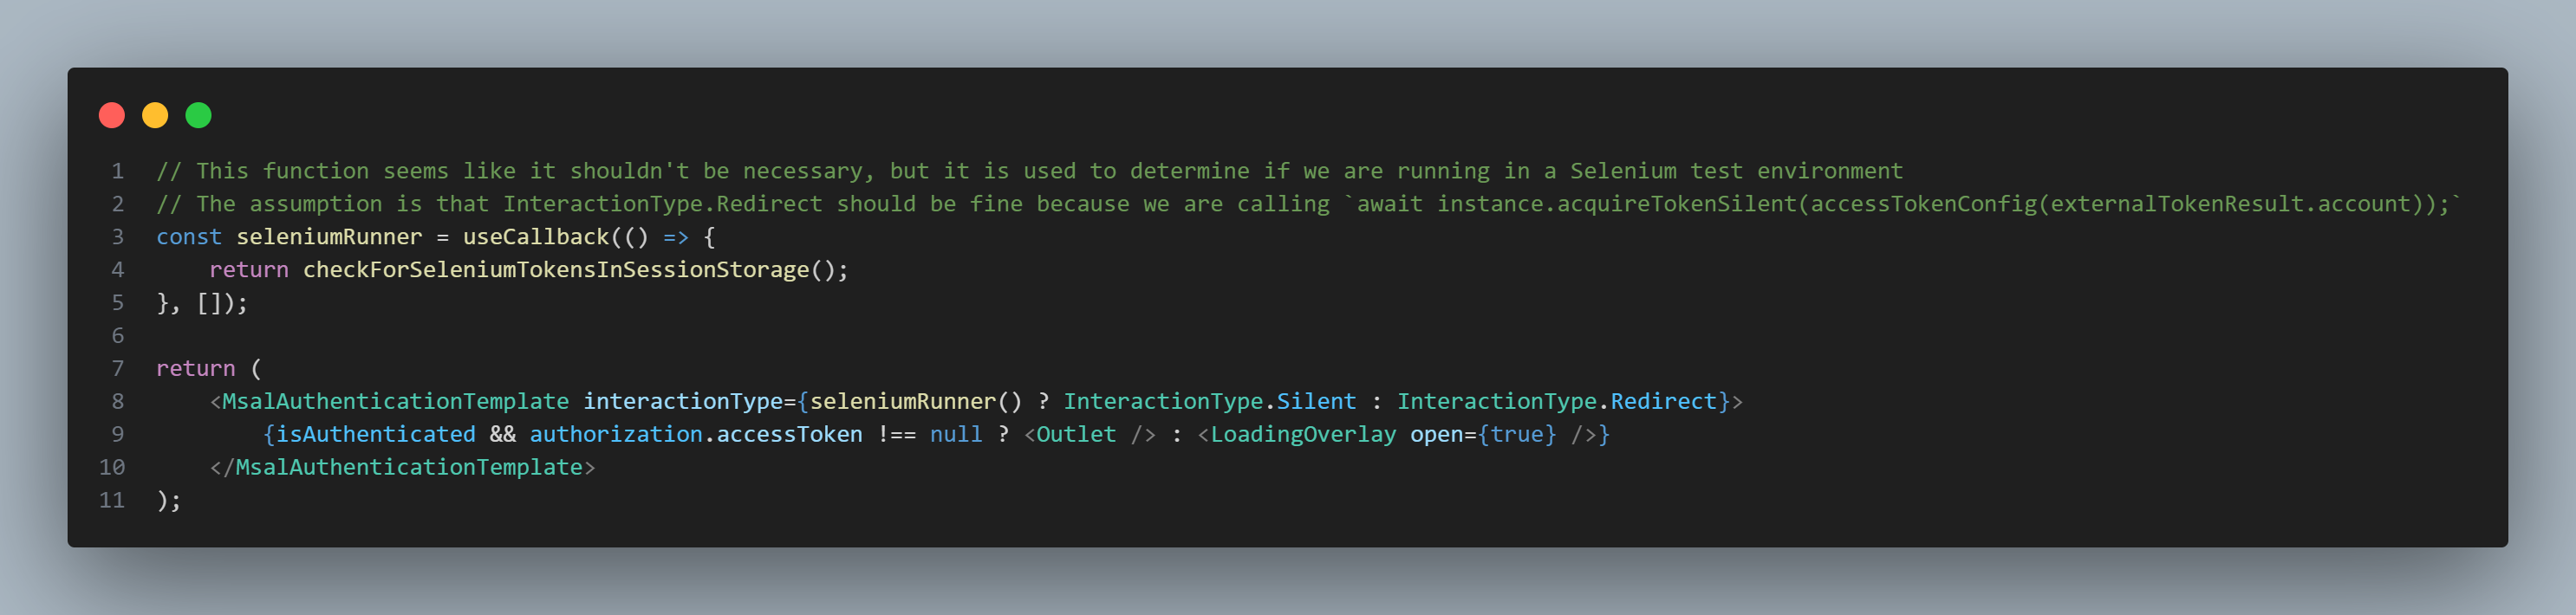 1 // This function seems like it shouldn't be necessary, but it is used to determine if we are running in a Selenium test environment
2 // The assumption is that InteractionType.Redirect should be fine because we are calling `await instance.acquireTokenSilent(accessTokenConfig(externalTokenResult.account));`
3 const seleniumRunner = useCallback(() => {
4     return checkForSeleniumTokensInSessionStorage();
5 }, []);
6
7 return (
8     <MsalAuthenticationTemplate interactionType={seleniumRunner() ? InteractionType.Silent : InteractionType.Redirect}>
9         {isAuthenticated && authorization.accessToken !== null ? <Outlet /> : <LoadingOverlay open={true} />}
10     </MsalAuthenticationTemplate>
11 );